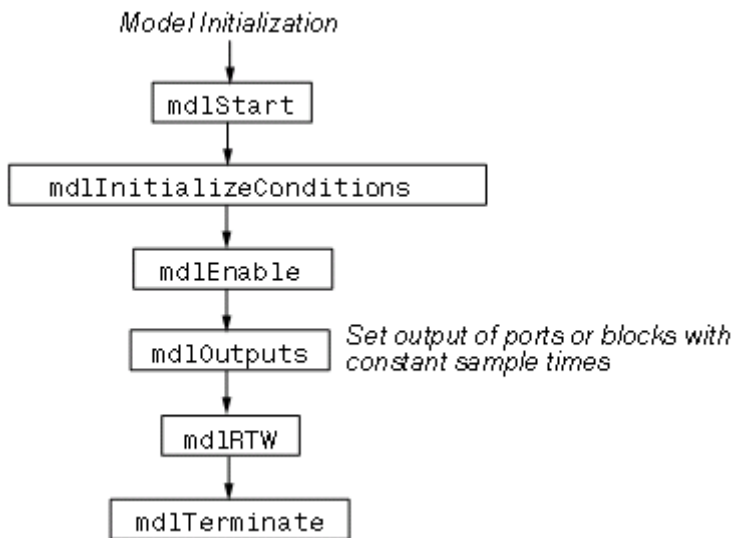 Model Initialization
mdlStart
mdlInitializeConditions
mdlEnable
mdlOutputs
Set output of ports or blocks with
constant sample times
mdlRTW
mdlTerminate